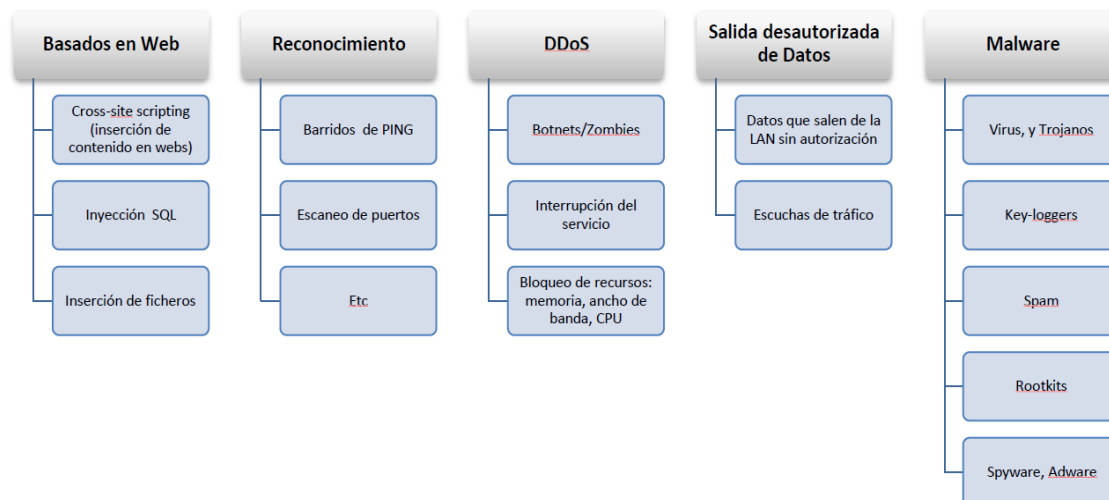 Basados en Web
Cross-site scripting
(inserción de
contenido en webs)
Inyección SQL
Inserción de ficheros
Reconocimiento
Barridos de PING
Escaneo de puertos
Etc
DDoS
Botnets/Zombies
Interrupción del
servicio
Bloqueo de recursos:
memoria, ancho de
banda, CPU
Salida desautorizada
de Datos
Datos que salen de la
LAN sin autorización
Escuchas de tráfico
Malware
Virus, y Trojanos
Key-loggers
Spam
Rootkits
Spyware, Adware